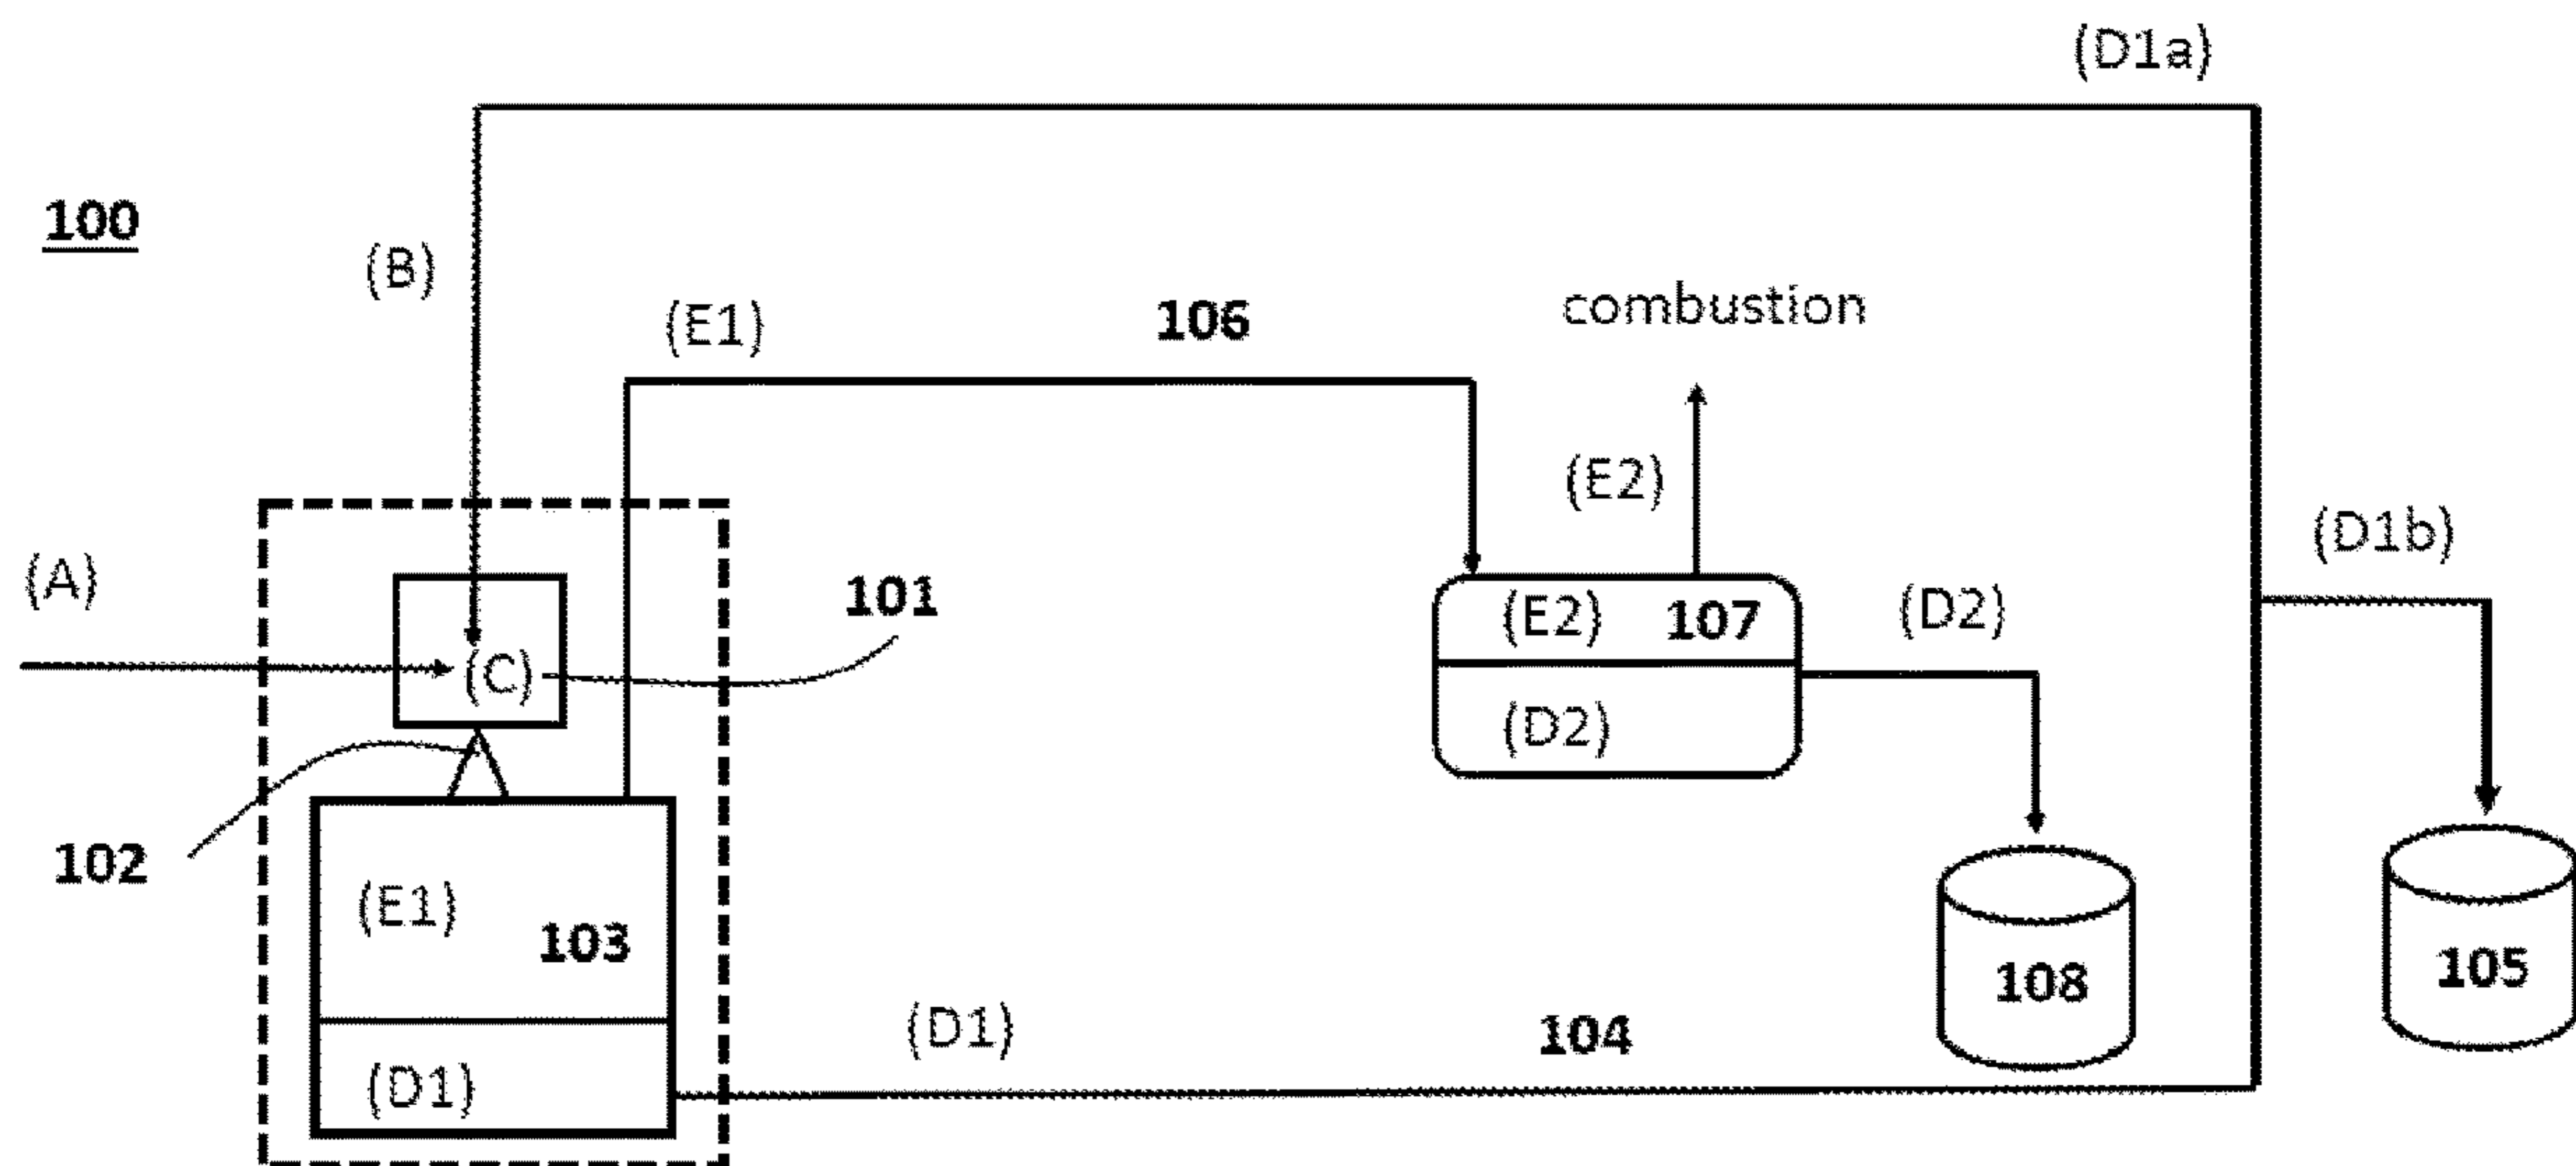 (D1a)
100
(B)
(E1)
106
combustion
(E2)
(D1b)
(A)
101
(E2)
107
(D2)
(C)
(D2)
102
(E1)
103
108
105
(D1)
104
(D1)